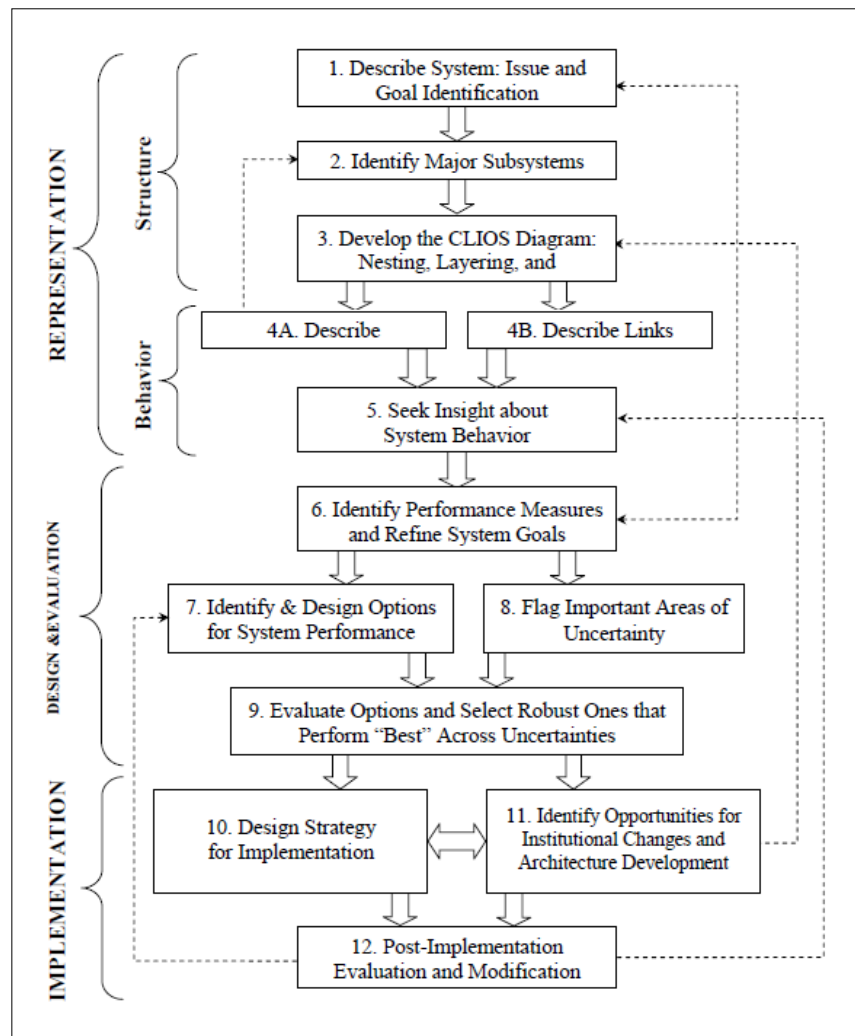 1. Describe System: Issue and
Goal Identification
2. Identify Major Subsystems
3. Develop the CLIOS Diagram:
Nesting, Layering, and
4A. Describe
4B. Describe Links
5. Seek Insight about
System Behavior
6. Identify Performance Measures
and Refine System Goals
7. Identify & Design Options
for System Performance
8. Flag Important Areas of
Uncertainty
9. Evaluate Options and Select Robust Ones that
Perform “Best” Across Uncertainties
10. Design Strategy
for Implementation
11. Identify Opportunities for
Institutional Changes and
Architecture Development
12. Post-Implementation
Evaluation and Modification
REPRESENTATION
Structure
Behavior
DESIGN &EVALUATION
IMPLEMENTATION